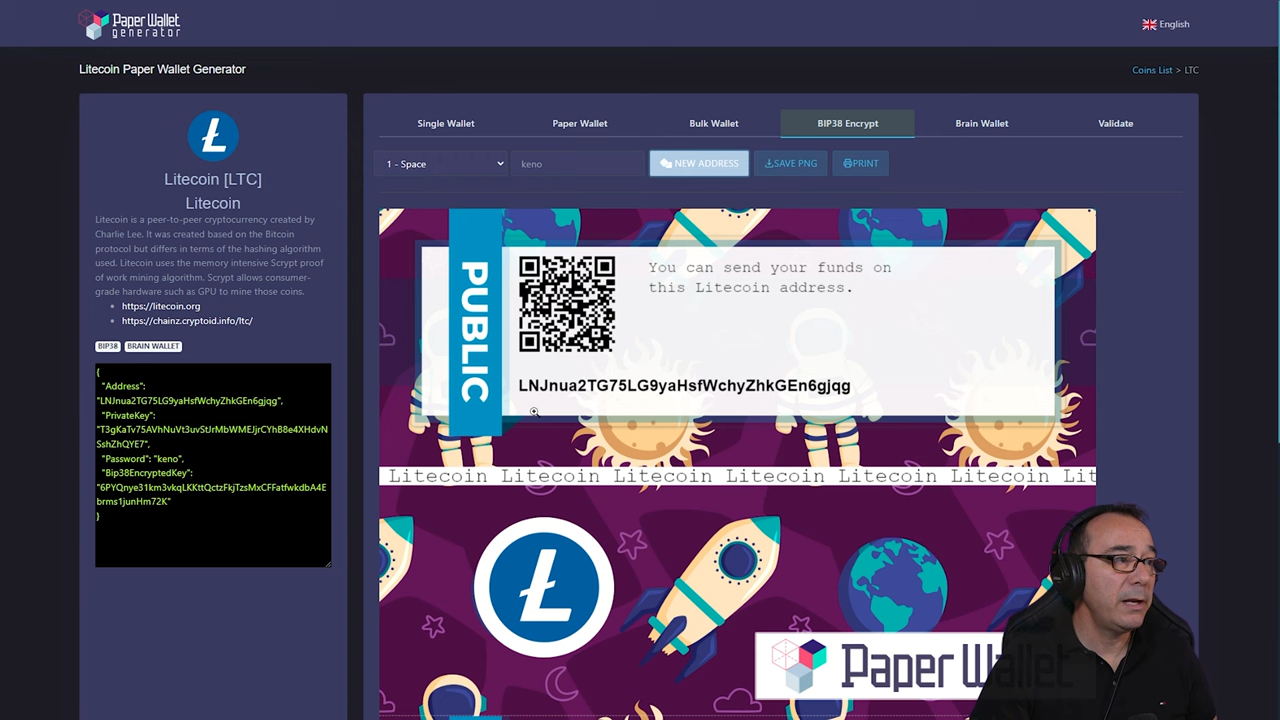 Paper Wallet
generator
English
Litecoin Paper Wallet Generator
Coins List > LTC
Litecoin [LTC]
Litecoin
Litecoin is a peer-to-peer cryptocurrency created by
Charlie Lee. It was created based on the Bitcoin
protocol but differs in terms of the hashing algorithm
used. Litecoin uses the memory intensive Scrypt proof
of work mining algorithm. Scrypt allows consumer-
grade hardware such as GPU to mine those coins.
https://litecoin.org
https://chainz.cryptoid.info/ltc/
BIP38 BRAIN WALLET
{
"Address":
"LNJnua2TG75LG9yaHsfWchyZhkGEn6gjqg",
"PrivateKey":
"T3gKaTv75AVhNuVt3uvStJrMbWMEJjrCYhB8e4XHdvN
SshZhQYE7",
"Password": "keno",
"Bip38EncryptedKey":
"6PYQnye31km3vkqLKKttQctzFkjTzsMxCFFatfwkdbA4E
brms1junHm72K"
}
Single Wallet
Paper Wallet
Bulk Wallet
BIP38 Encrypt
Brain Wallet
Validate
1 - Space
keno
NEW ADDRESS
SAVE PNG
PRINT
PUBLIC
You can send your funds on
this Litecoin address.
LNJnua2TG75LG9yaHsfWchyZhkGEn6gjqg
Litecoin Litecoin Litecoin Litecoin Litecoin Litecoin Lit
Paper Wallet